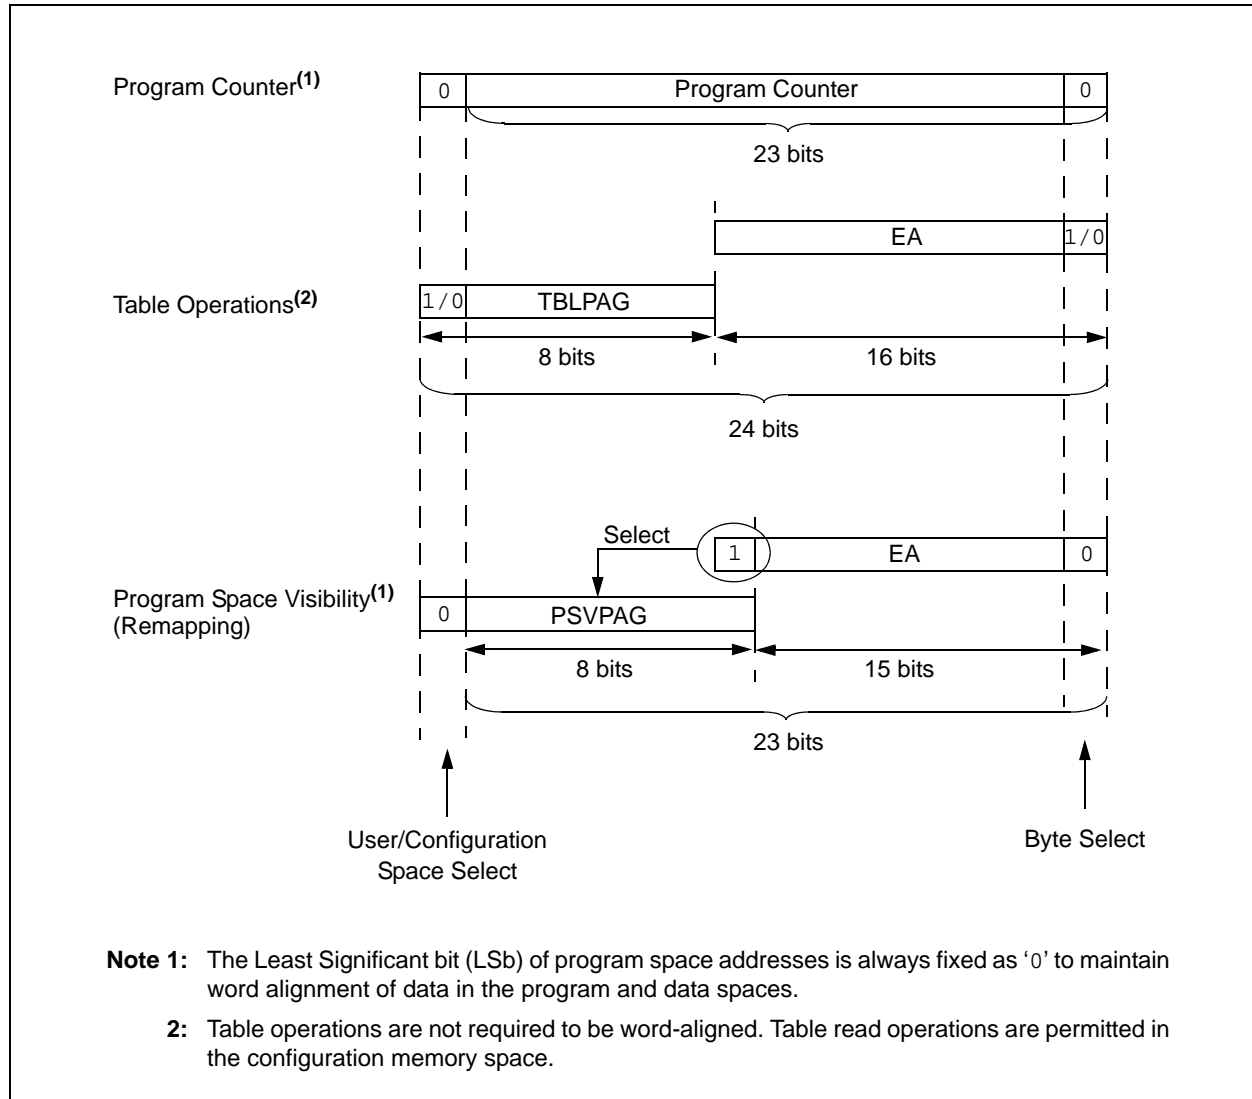 Program Counter(1)
0 Program Counter 0
23 bits
EA 1/0
Table Operations(2)
1/0 TBLPAG
8 bits 16 bits
24 bits
Select
1 EA 0
Program Space Visibility(1)
(Remapping)
0 PSVPAG
8 bits 15 bits
23 bits
User/Configuration
Space Select
Byte Select
Note 1: The Least Significant bit (LSb) of program space addresses is always fixed as ‘0’ to maintain
word alignment of data in the program and data spaces.
2: Table operations are not required to be word-aligned. Table read operations are permitted in
the configuration memory space.